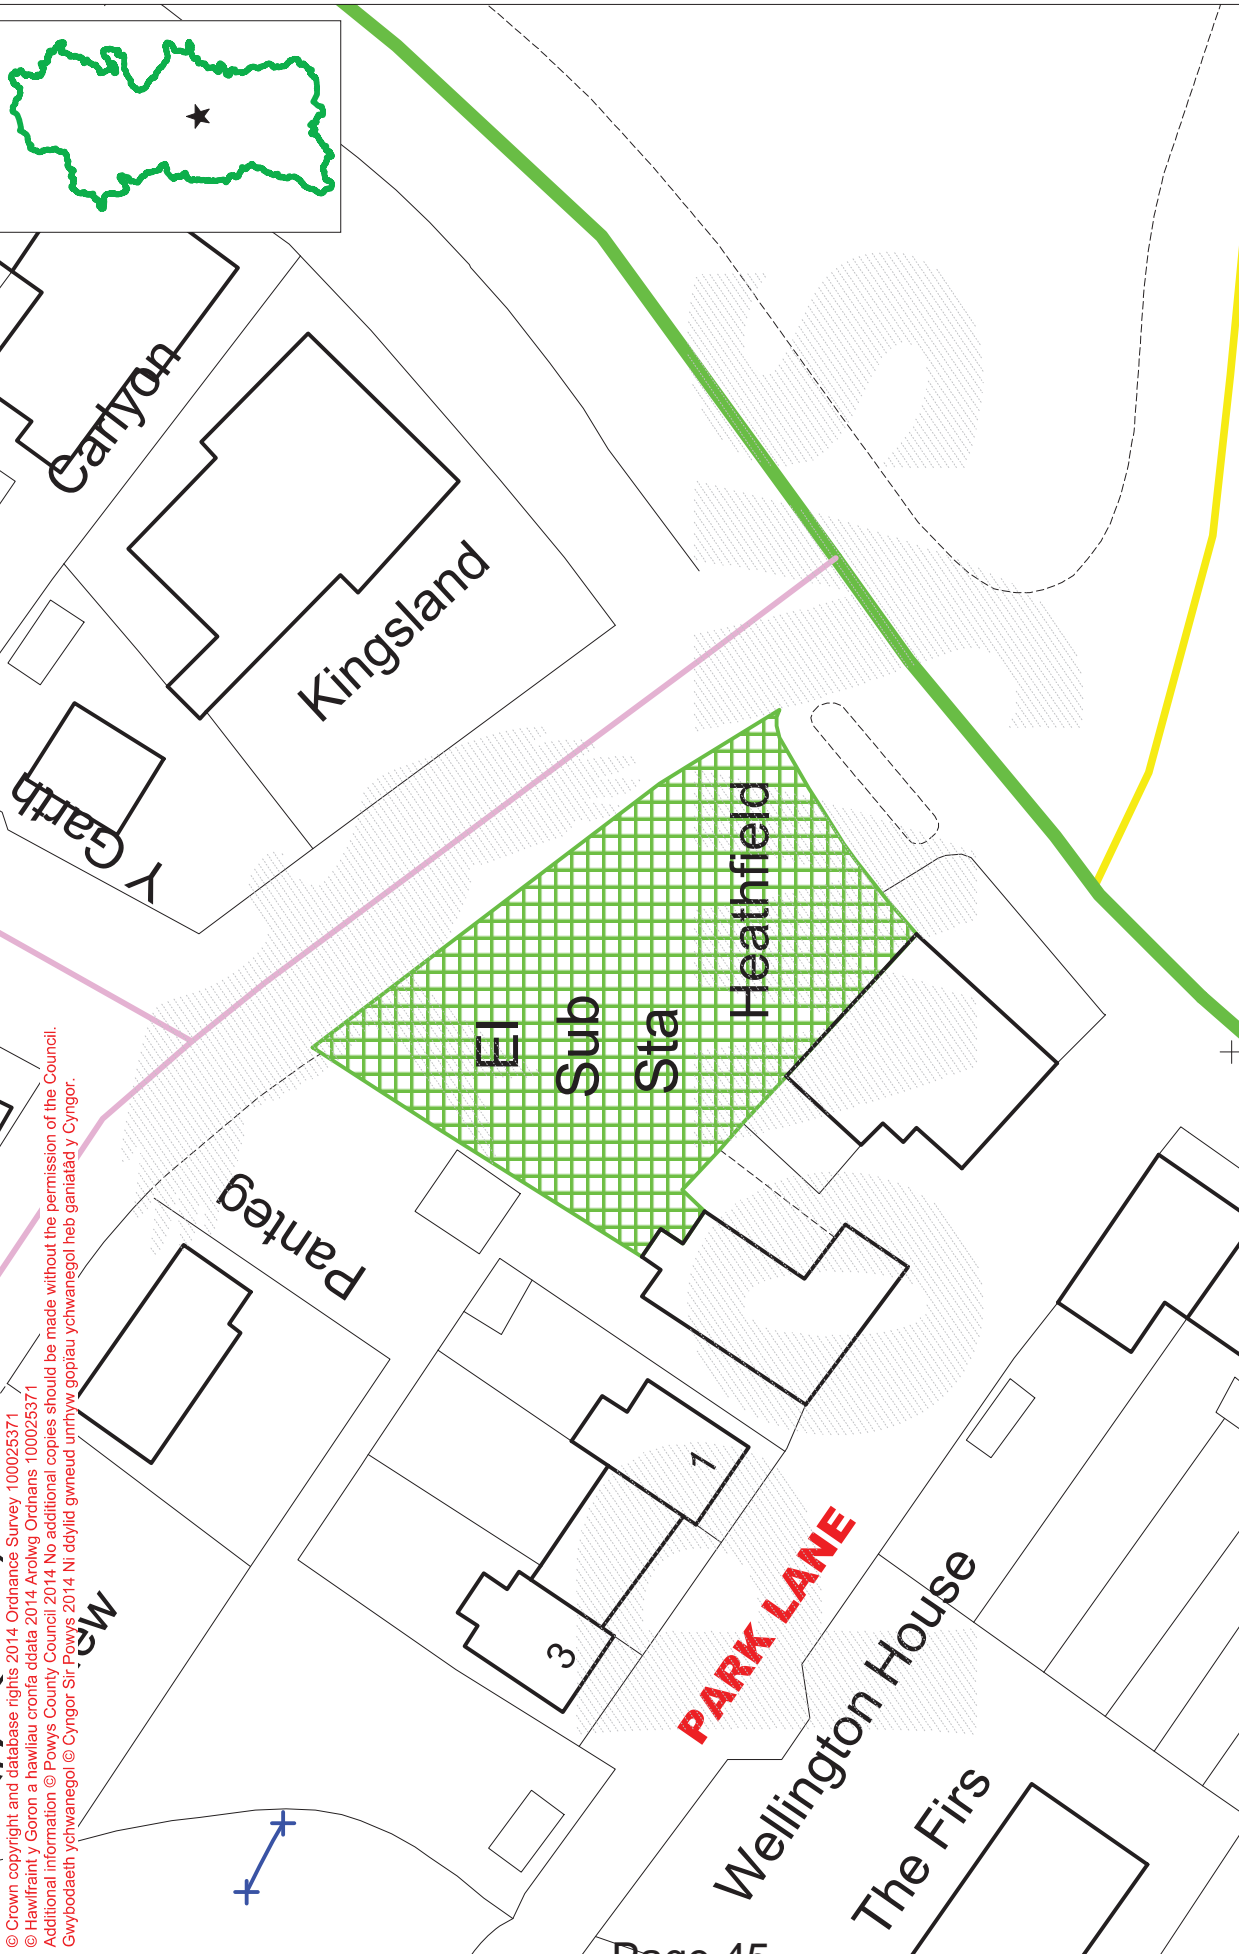 Carlyon
Kingsland
Y Garth
Heathfield
El
Sub
Sta
Panteg
1
3
PARK LANE
Wellington House
The Firs
ew
© Crown copyright and database rights 2014 Ordnance Survey 100025371
© Hawlfraint y Goron a hawliau cronfa ddata 2014 Arolwg Ordnans 100025371
Additional information © Powys County Council 2014 No additional copies should be made without the permission of the Council.
Gwybodaeth ychwanegol © Cyngor Sir Powys 2014 Ni ddylid gwneud unrhyw gopïau ychwanegol heb ganiatâd y Cyngor.
Page 45